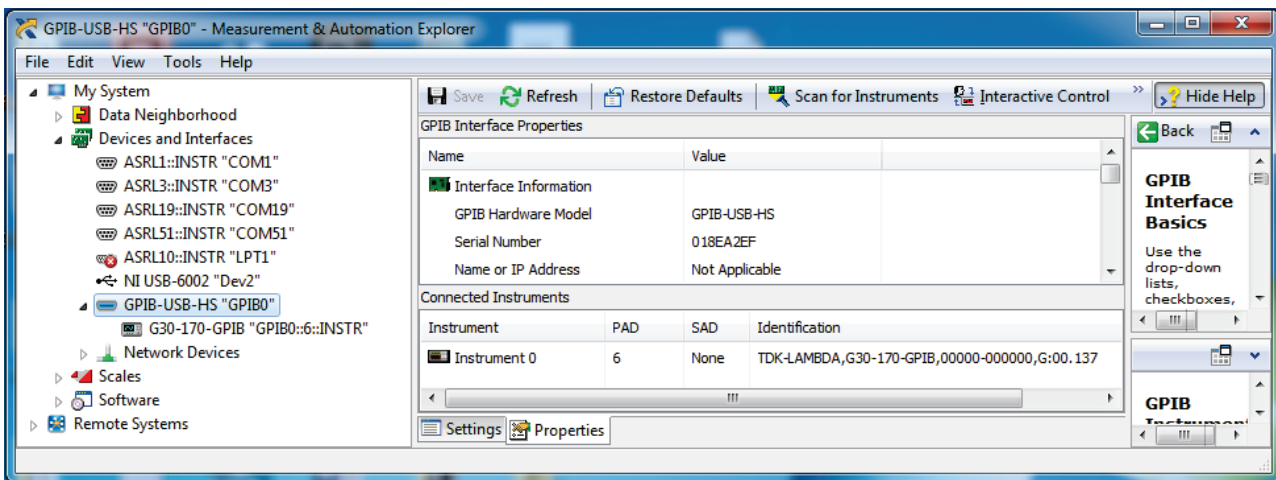 GPIB-USB-HS "GPIB0" - Measurement & Automation Explorer
File Edit View Tools Help
My System
Data Neighborhood
Devices and Interfaces
ASRL1::INSTR "COM1"
ASRL3::INSTR "COM3"
ASRL19::INSTR "COM19"
ASRL51::INSTR "COM51"
ASRL10::INSTR "LPT1"
NI USB-6002 "Dev2"
GPIB-USB-HS "GPIB0"
G30-170-GPIB "GPIB0::6::INSTR"
Network Devices
Scales
Software
Remote Systems
Save Refresh Restore Defaults Scan for Instruments Interactive Control » Hide Help
GPIB Interface Properties
Name Value
Interface Information
GPIB Hardware Model GPIB-USB-HS
Serial Number 018EA2EF
Name or IP Address Not Applicable
Connected Instruments
Instrument PAD SAD Identification
Instrument 0 6 None TDK-LAMBDA,G30-170-GPIB,00000-000000,G:00.137
Settings Properties
Back
GPIB
Interface
Basics
Use the
drop-down
lists,
checkboxes,
GPIB